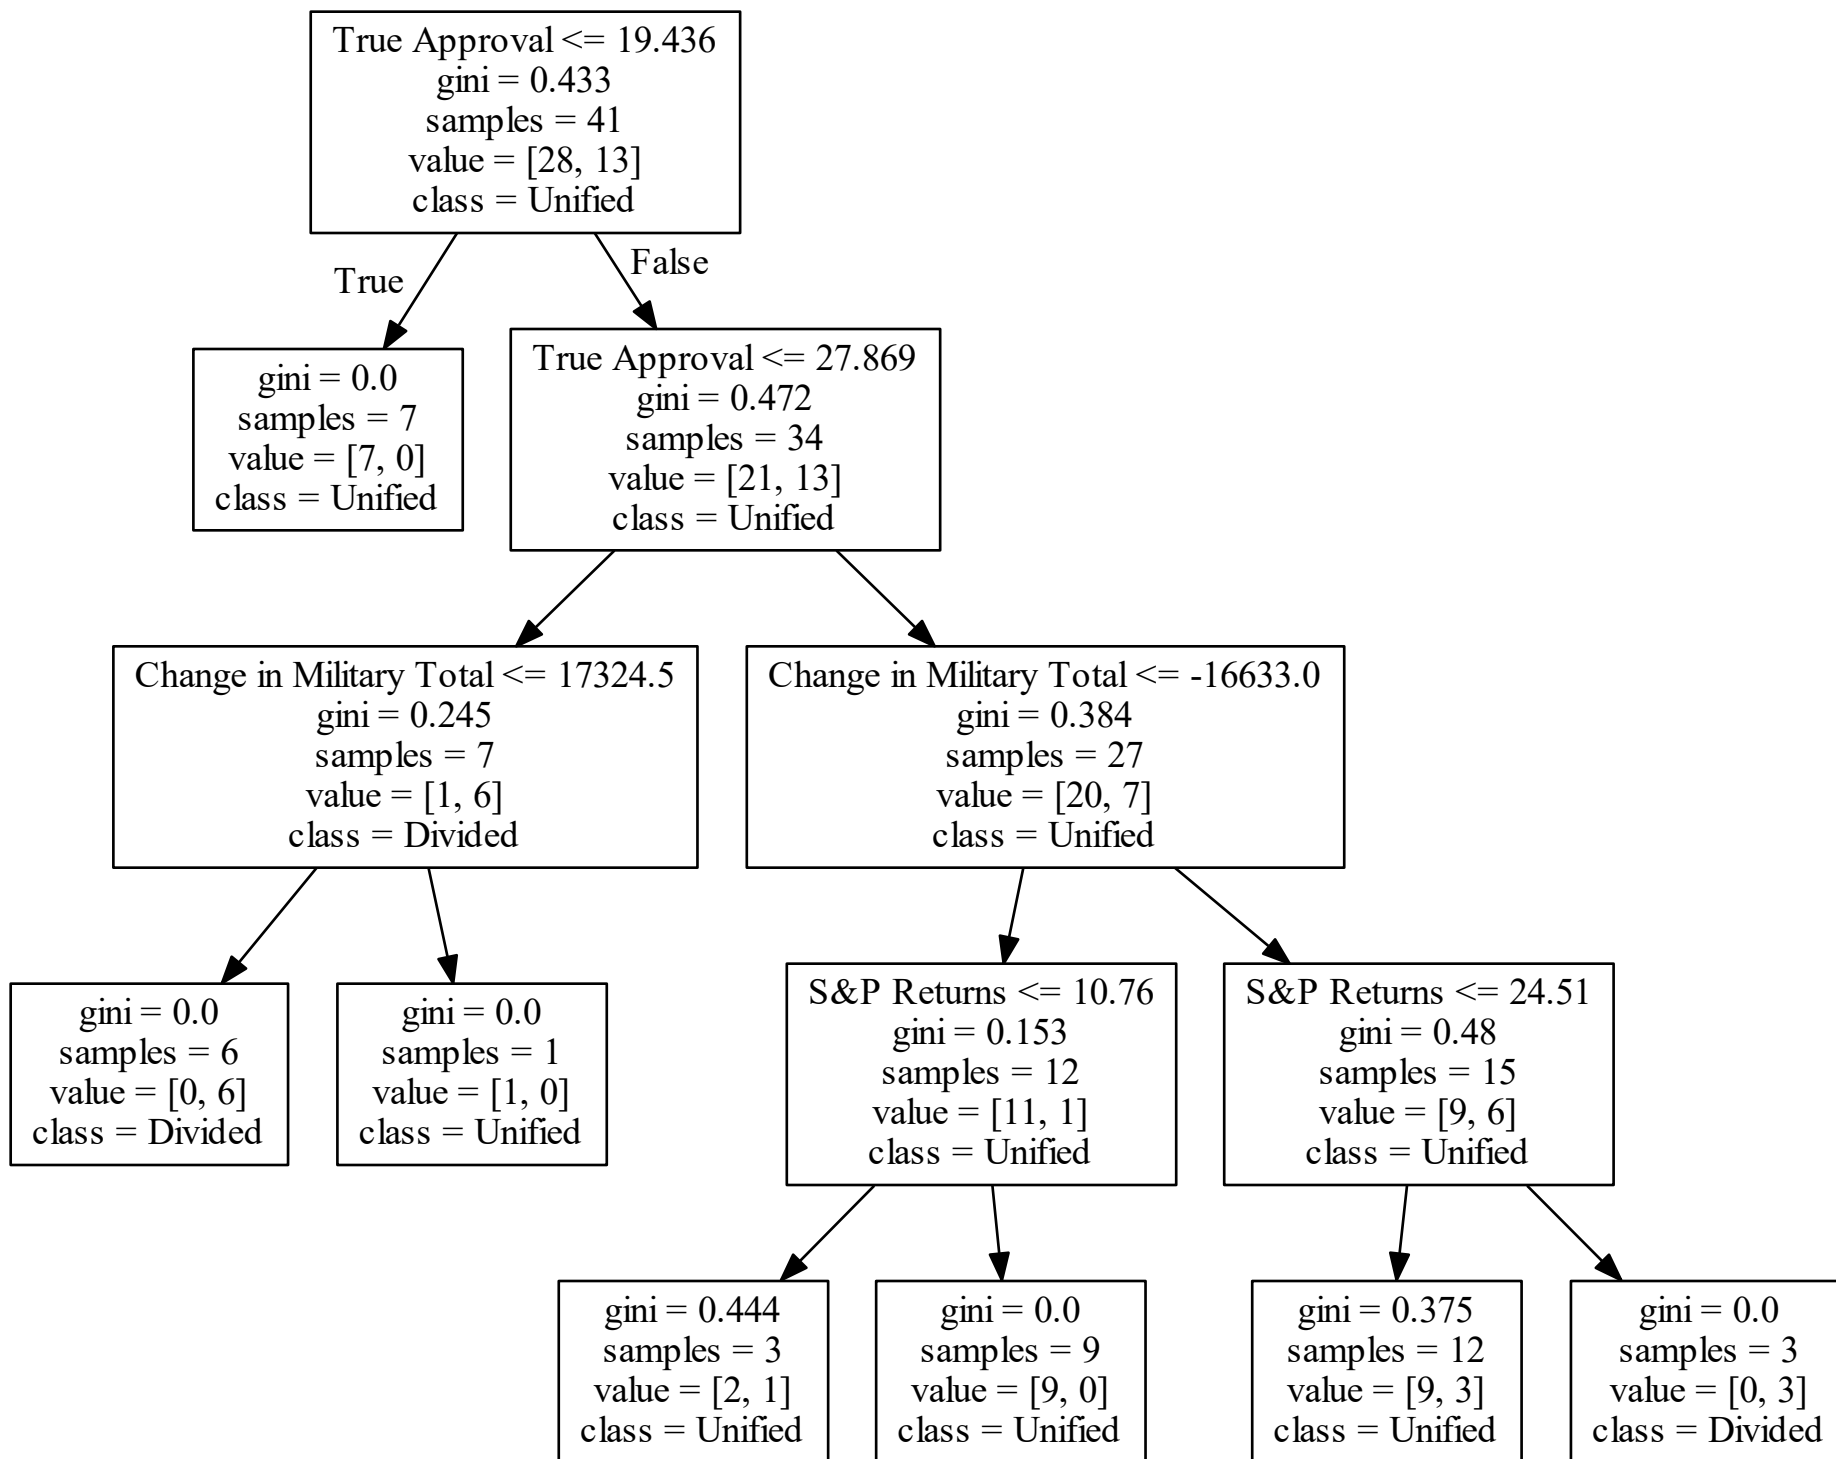 True Approval <= 19.436
gini = 0.433
samples = 41
value = [28, 13]
class = Unified
True
False
gini = 0.0
samples = 7
value = [7, 0]
class = Unified
True Approval <= 27.869
gini = 0.472
samples = 34
value = [21, 13]
class = Unified
Change in Military Total <= 17324.5
gini = 0.245
samples = 7
value = [1, 6]
class = Divided
Change in Military Total <= -16633.0
gini = 0.384
samples = 27
value = [20, 7]
class = Unified
gini = 0.0
samples = 6
value = [0, 6]
class = Divided
gini = 0.0
samples = 1
value = [1, 0]
class = Unified
S&P Returns <= 10.76
gini = 0.153
samples = 12
value = [11, 1]
class = Unified
S&P Returns <= 24.51
gini = 0.48
samples = 15
value = [9, 6]
class = Unified
gini = 0.444
samples = 3
value = [2, 1]
class = Unified
gini = 0.0
samples = 9
value = [9, 0]
class = Unified
gini = 0.375
samples = 12
value = [9, 3]
class = Unified
gini = 0.0
samples = 3
value = [0, 3]
class = Divided